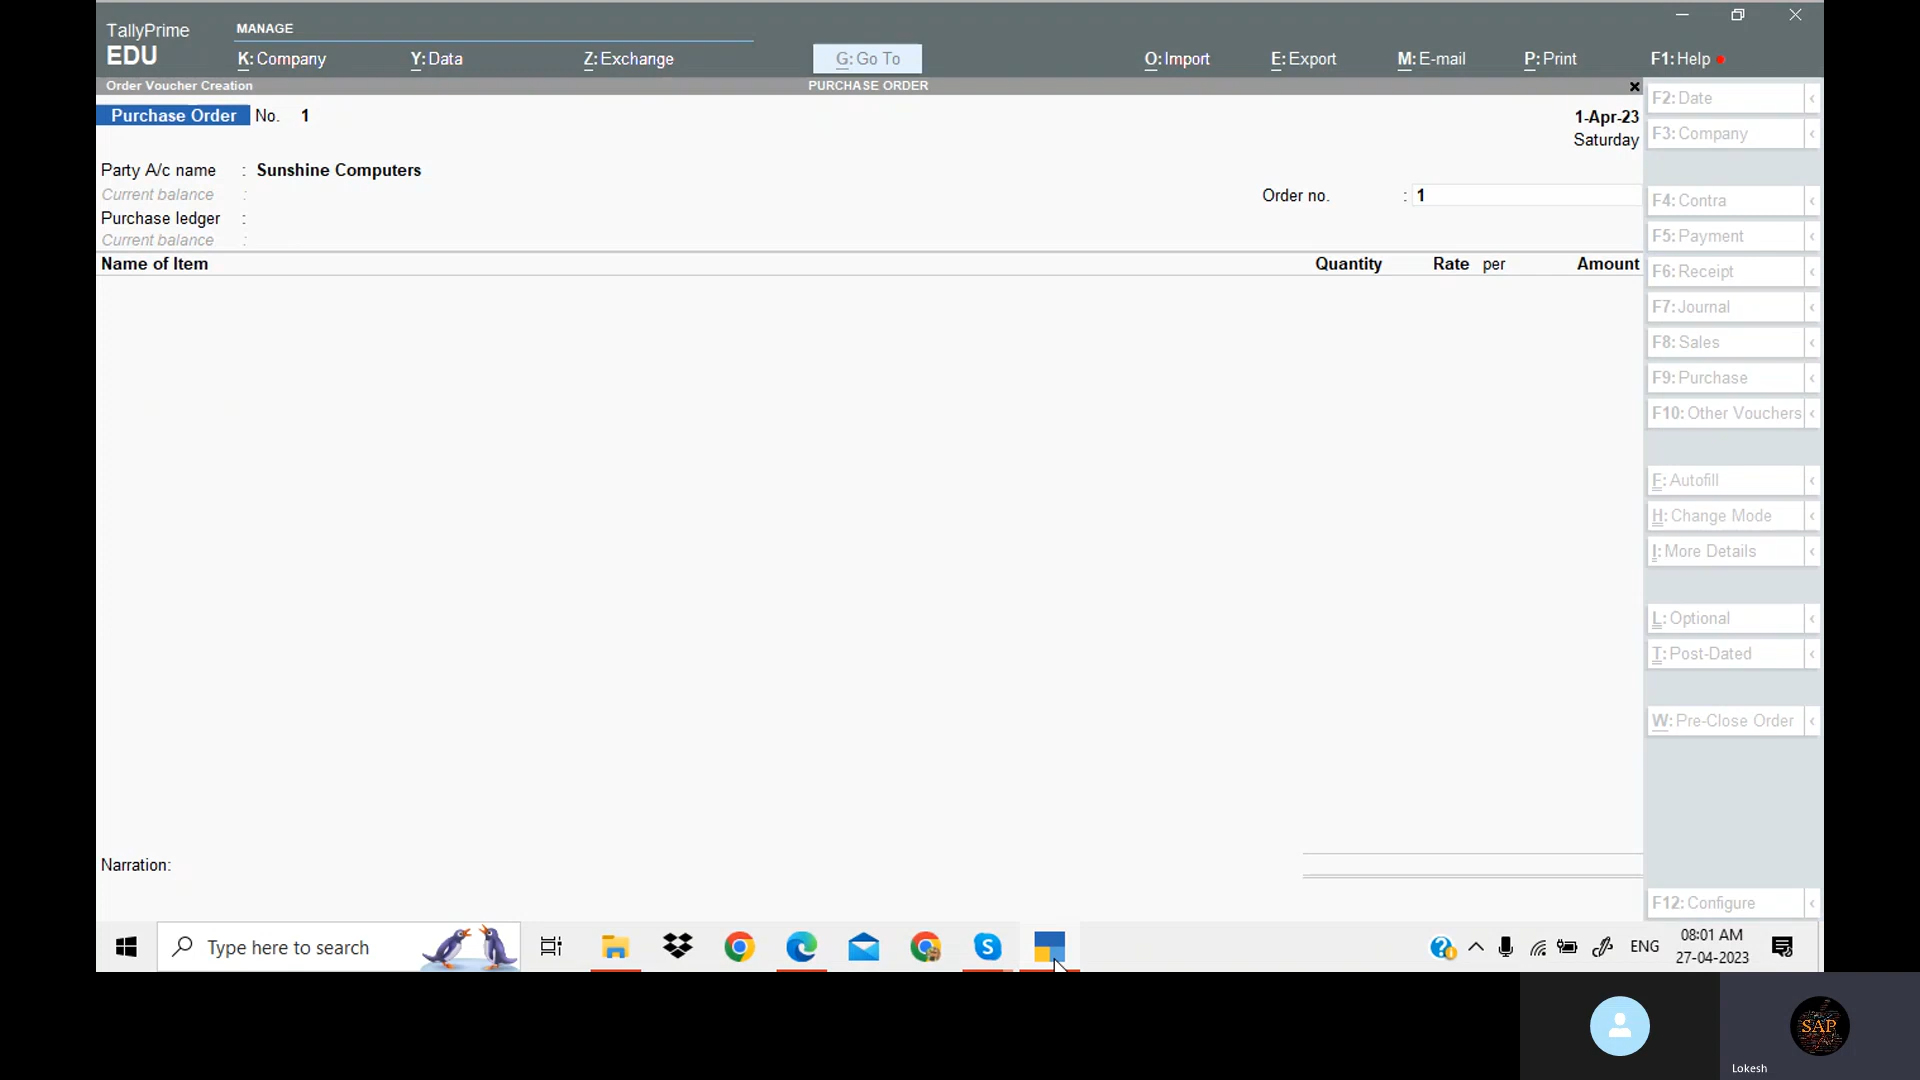 TallyPrime
EDU
MANAGE
K: Company
Y: Data
Z: Exchange
G: Go To
O: Import
E: Export
M: E-mail
P: Print
F1: Help
Order Voucher Creation
PURCHASE ORDER
Purchase Order No. 1
1-Apr-23
Saturday
Party A/c name : Sunshine Computers
Current balance :
Order no. : 1
Purchase ledger :
Current balance :
Name of Item
Quantity
Rate per
Amount
Narration:
F2: Date
F3: Company
F4: Contra
F5: Payment
F6: Receipt
F7: Journal
F8: Sales
F9: Purchase
F10: Other Vouchers
F: Autofill
H: Change Mode
I: More Details
L: Optional
T: Post-Dated
W: Pre-Close Order
F12: Configure
Type here to search
ENG
08:01 AM
27-04-2023
SAP
Lokesh